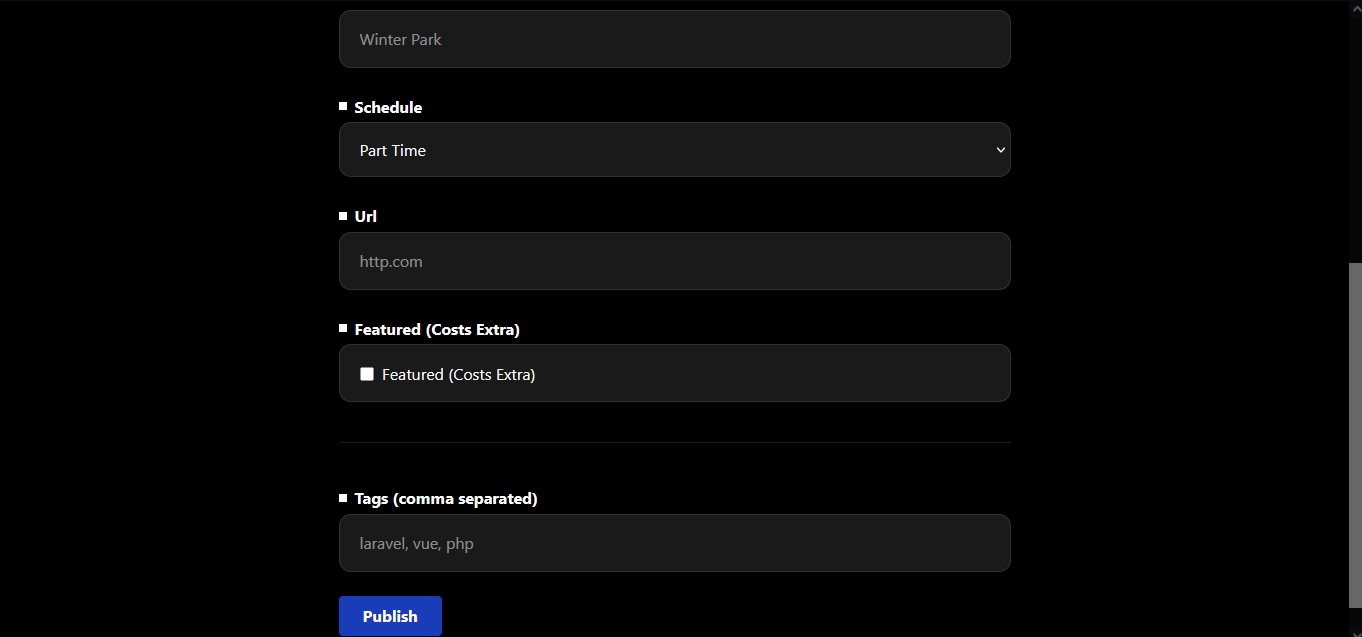 Winter Park
Schedule
Part Time
Url
http.com
Featured (Costs Extra)
Featured (Costs Extra)
Tags (comma separated)
laravel, vue, php
Publish